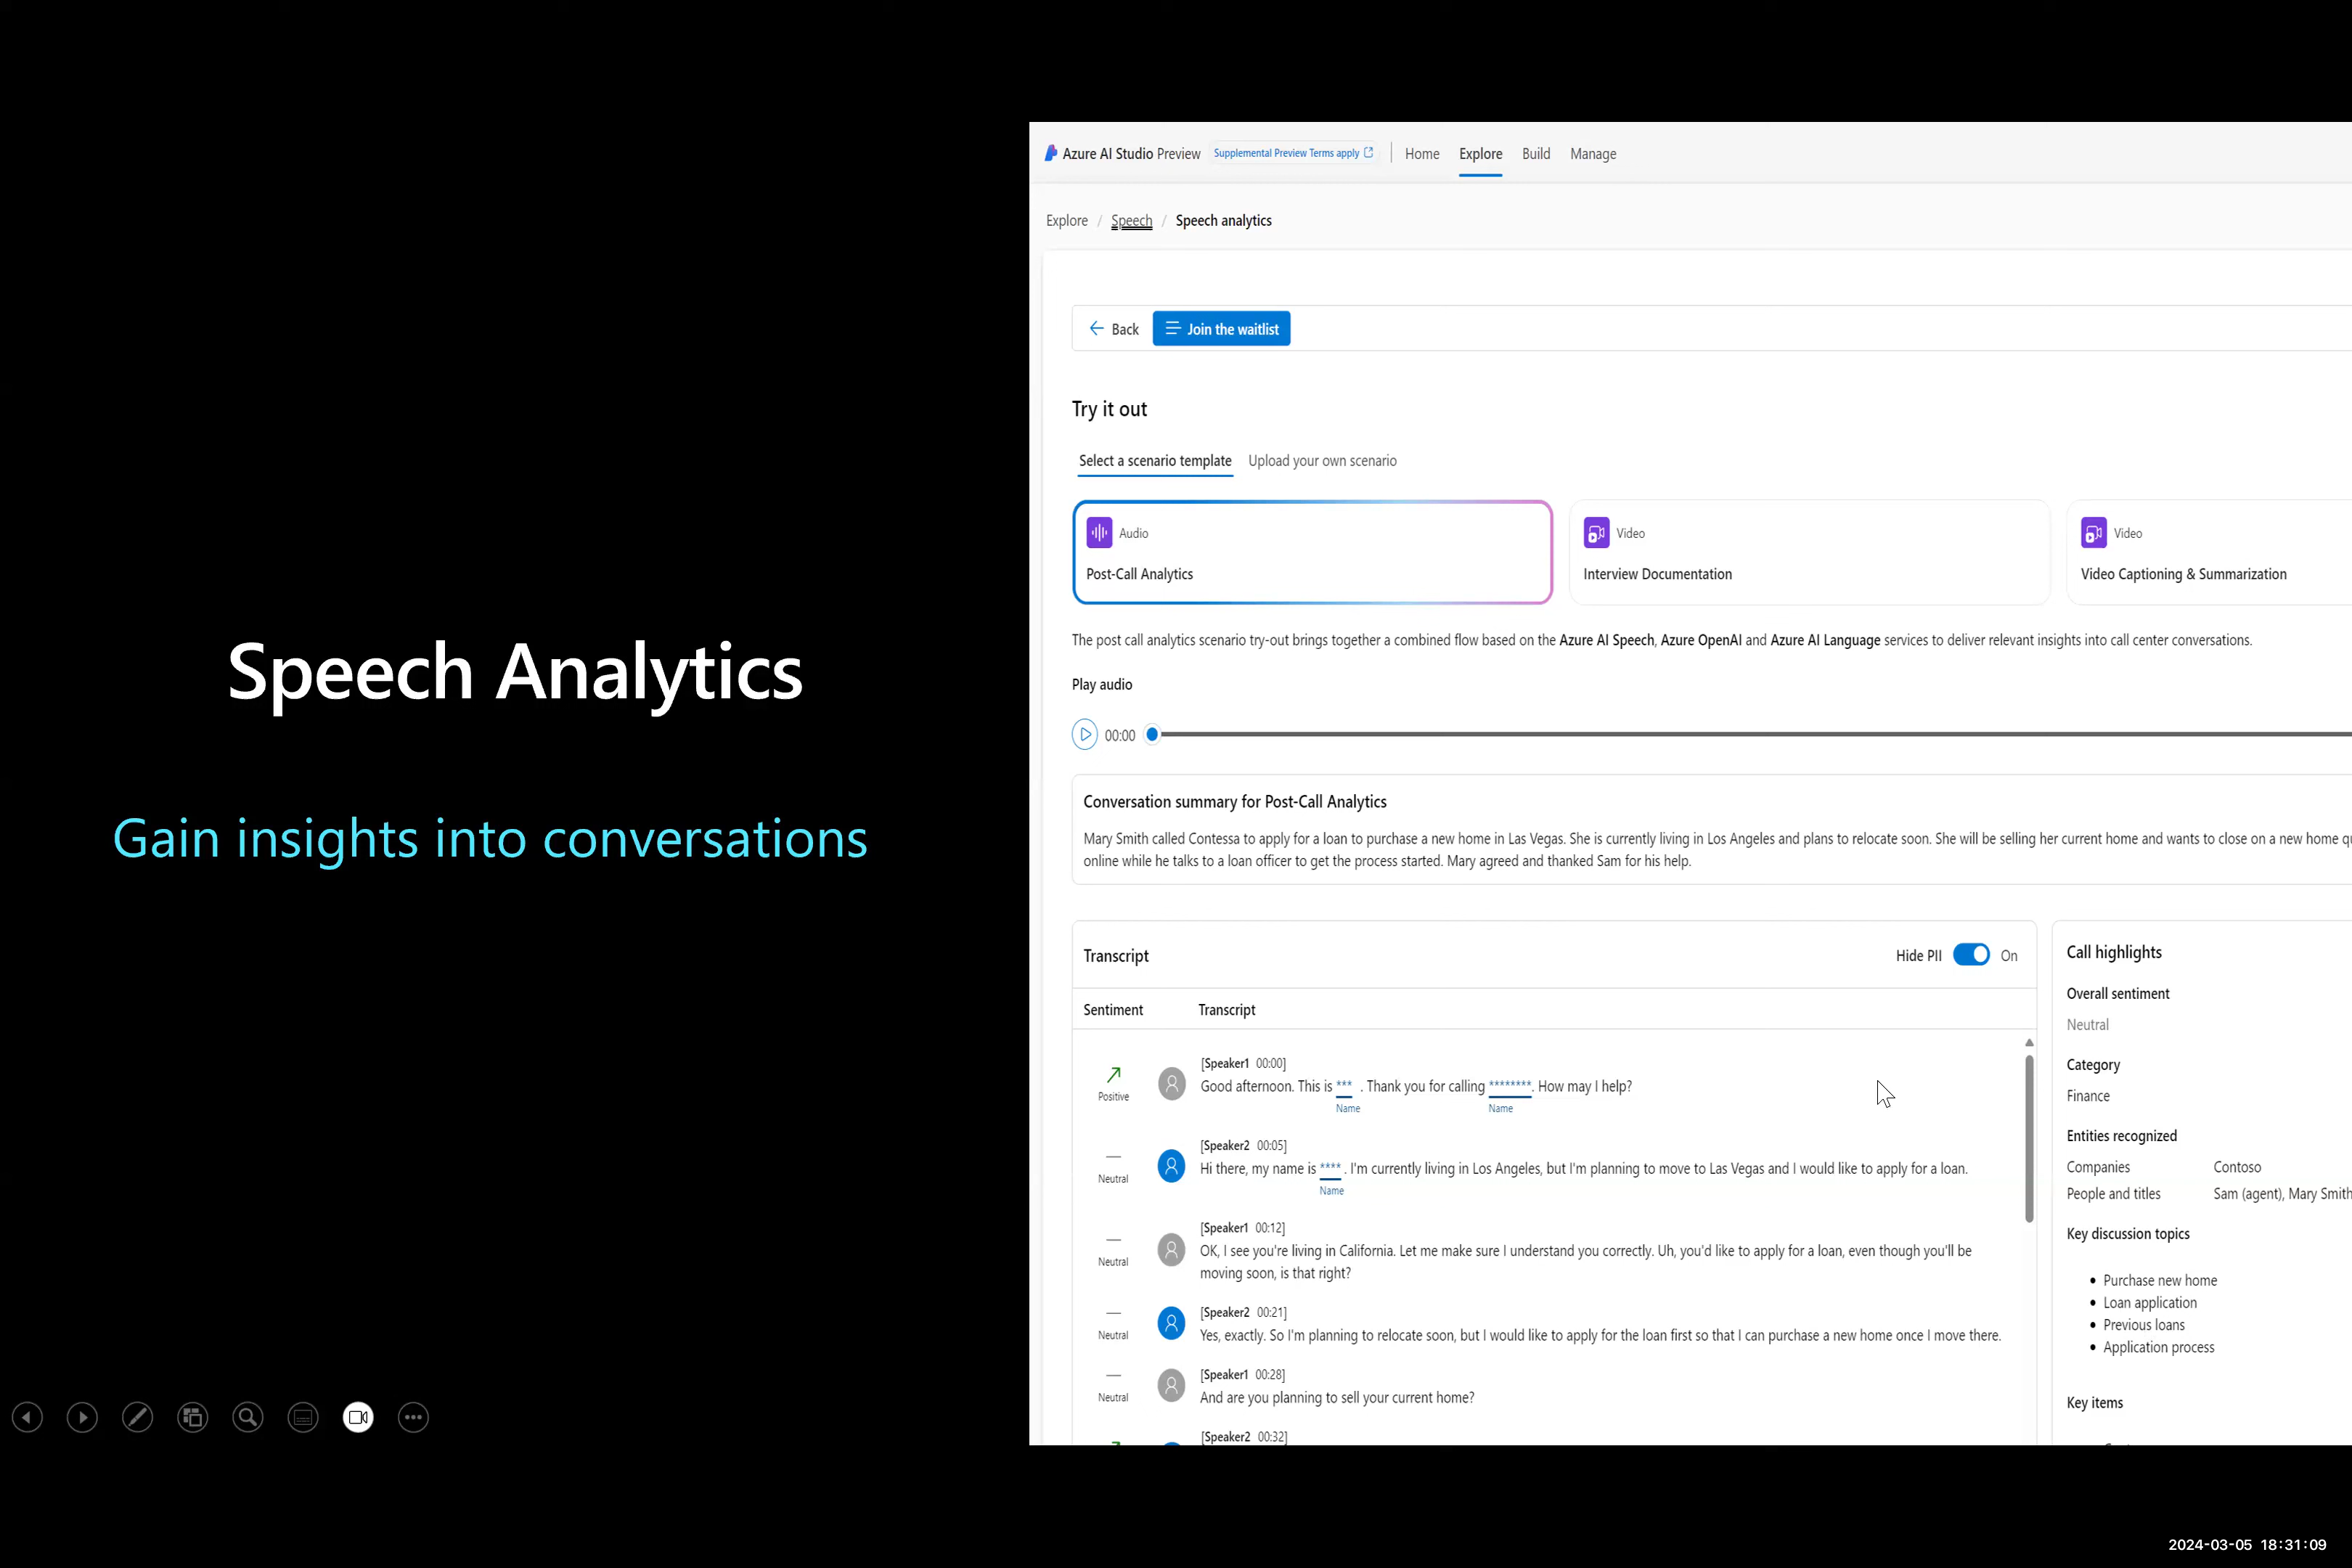 Speech Analytics
Gain insights into conversations
Azure AI Studio Preview Supplemental Preview Terms apply Home Explore Build Manage
Explore / Speech / Speech analytics
Back Join the waitlist
Try it out
Select a scenario template Upload your own scenario
Audio
Post-Call Analytics
Video
Interview Documentation
Video
Video Captioning & Summarization
The post call analytics scenario try-out brings together a combined flow based on the Azure AI Speech, Azure OpenAI and Azure AI Language services to deliver relevant insights into call center conversations.
Play audio
00:00
Conversation summary for Post-Call Analytics
Mary Smith called Contessa to apply for a loan to purchase a new home in Las Vegas. She is currently living in Los Angeles and plans to relocate soon. She will be selling her current home and wants to close on a new home
online while he talks to a loan officer to get the process started. Mary agreed and thanked Sam for his help.
Transcript Hide PII On
Sentiment Transcript
[Speaker1 00:00]
Positive
Good afternoon. This is *** . Thank you for calling ********. How may I help?
Name Name
[Speaker2 00:05]
Neutral
Hi there, my name is **** . I'm currently living in Los Angeles, but I'm planning to move to Las Vegas and I would like to apply for a loan.
Name
[Speaker1 00:12]
Neutral
OK, I see you're living in California. Let me make sure I understand you correctly. Uh, you'd like to apply for a loan, even though you'll be
moving soon, is that right?
[Speaker2 00:21]
Neutral
Yes, exactly. So I'm planning to relocate soon, but I would like to apply for the loan first so that I can purchase a new home once I move there.
[Speaker1 00:28]
Neutral
And are you planning to sell your current home?
[Speaker2 00:32]
Call highlights
Overall sentiment
Neutral
Category
Finance
Entities recognized
Companies Contoso
People and titles Sam (agent), Mary Smith
Key discussion topics
• Purchase new home
• Loan application
• Previous loans
• Application process
Key items
2024-03-05 18:31:09